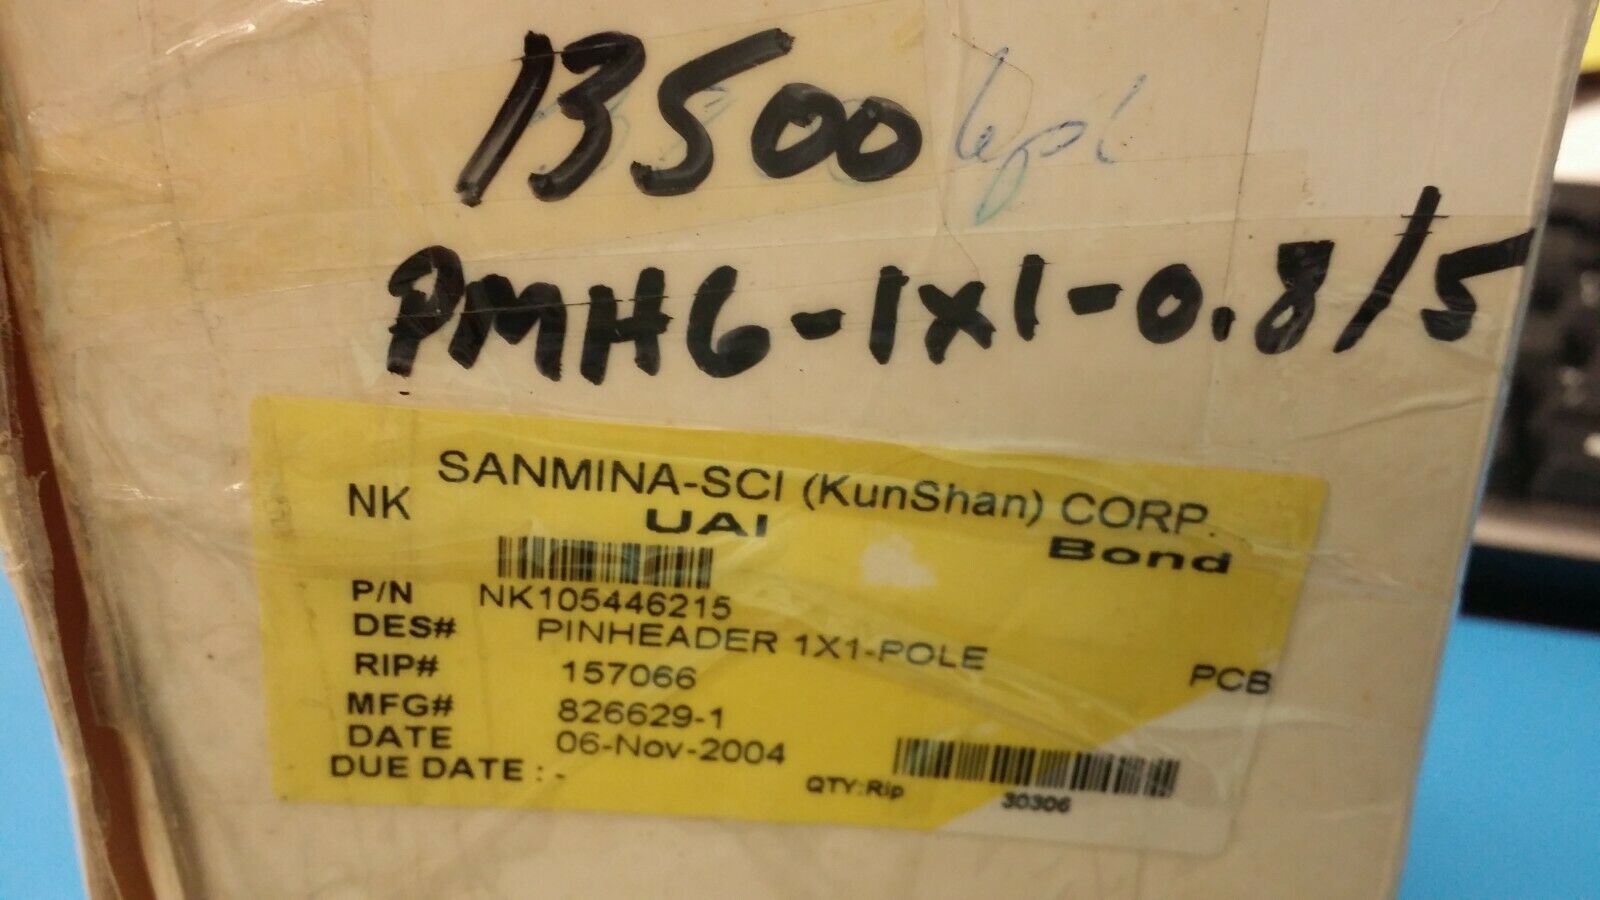 13500
PMH6-1x1-0.8/5
SANMINA-SCI (KunShan) CORP.
NK
UAI
Bond
P/N NK105446215
DES# PINHEADER 1X1-POLE
RIP# 157066 PCB
MFG# 826629-1
DATE 06-Nov-2004
DUE DATE : -
QTY:Rip 30306